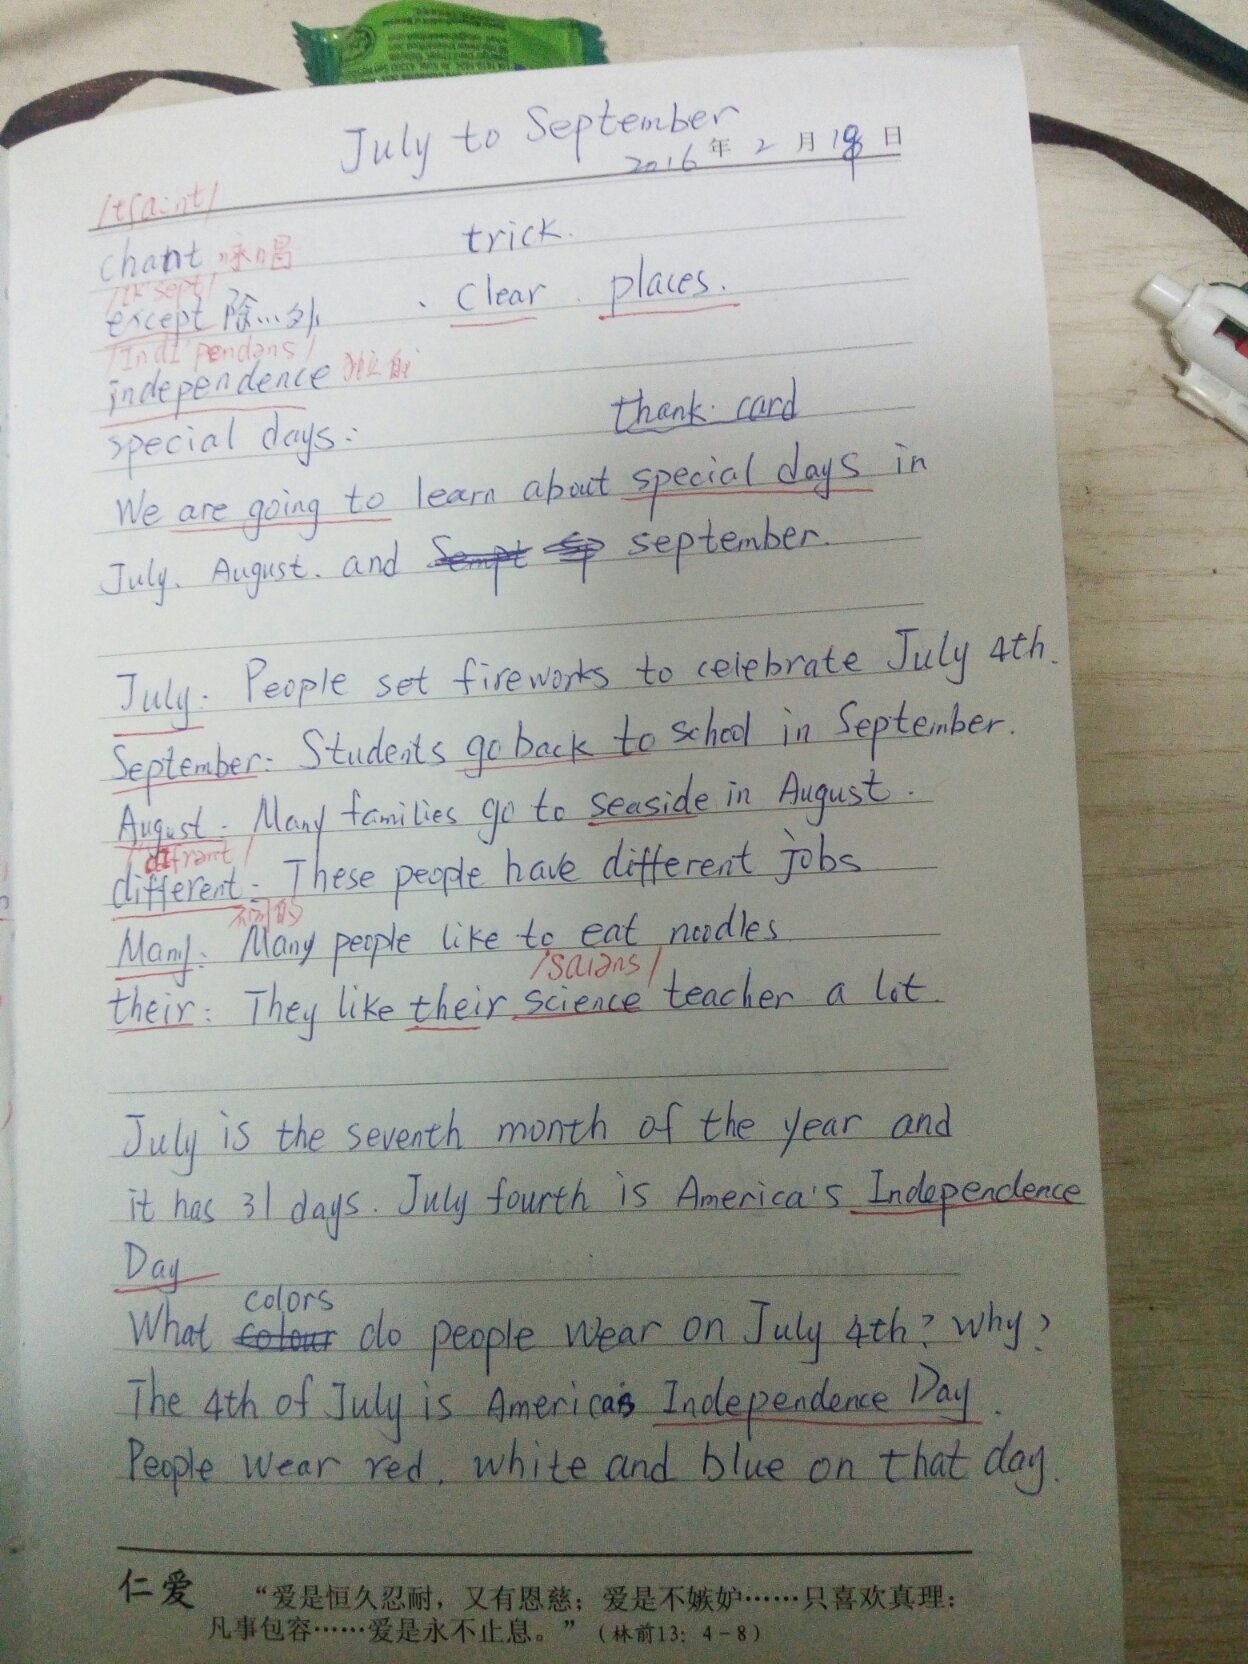 July to September
2016年 2月 19日
/tʃɑ:nt/
chant 咏唱 trick.
/ɪk'sept/
except 除...外 . clear . places.
/Indɪ'pendəns/
independence 独立自
special days: thank card
We are going to learn about special days in
July. August. and september.
July: People set fireworks to celebrate July 4th.
September: Students go back to school in September.
August: Many families go to seaside in August.
/dɪfrənt/
different: These people have different jobs
不同的
Many: Many people like to eat noodles
/saɪəns/
their: They like their science teacher a lot.
July is the seventh month of the year and
it has 31 days. July fourth is America's Independence
Day
colors
What colour do people wear on July 4th? why?
The 4th of July is America's Independence Day.
People wear red, white and blue on that day.
仁爱 “爱是恒久忍耐，又有恩慈；爱是不嫉妒……只喜欢真理；
凡事包容……爱是永不止息。”（林前13：4-8）